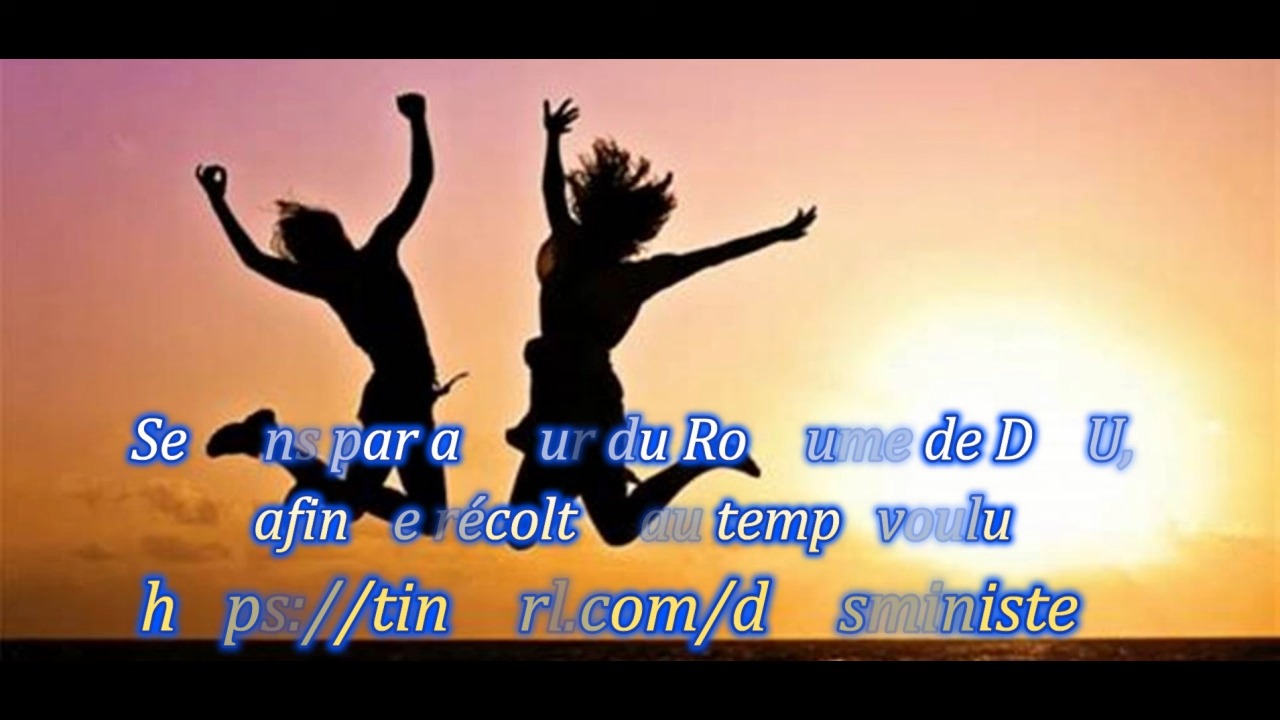 Se ns par a ur du Ro ume de D U,
afin e récolt au temp voulu
h ps://tin rl.com/d sministe